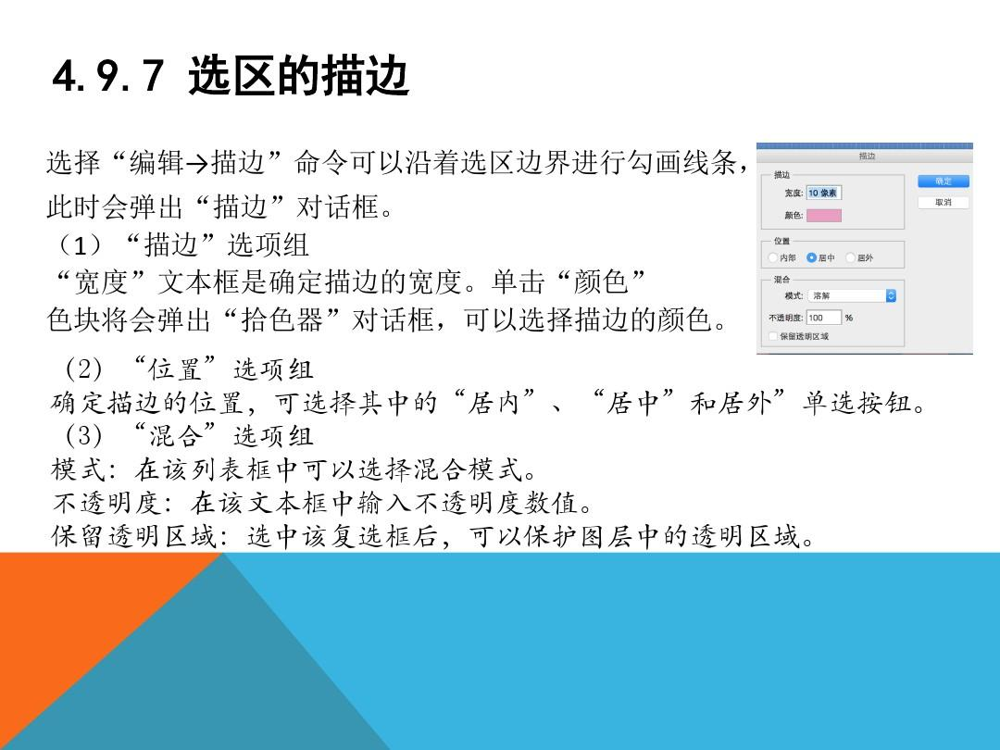 4.9.7 选区的描边
选择“编辑→描边”命令可以沿着选区边界进行勾画线条，
此时会弹出“描边”对话框。
（1）“描边”选项组
“宽度”文本框是确定描边的宽度。单击“颜色”
色块将会弹出“拾色器”对话框，可以选择描边的颜色。
（2）“位置”选项组
确定描边的位置，可选择其中的“居内”、“居中”和居外”单选按钮。
（3）“混合”选项组
模式：在该列表框中可以选择混合模式。
不透明度：在该文本框中输入不透明度数值。
保留透明区域：选中该复选框后，可以保护图层中的透明区域。
描边
描边
宽度: 10 像素
颜色:
确定
取消
位置
内部 居中 居外
混合
模式: 溶解
不透明度: 100 %
保留透明区域